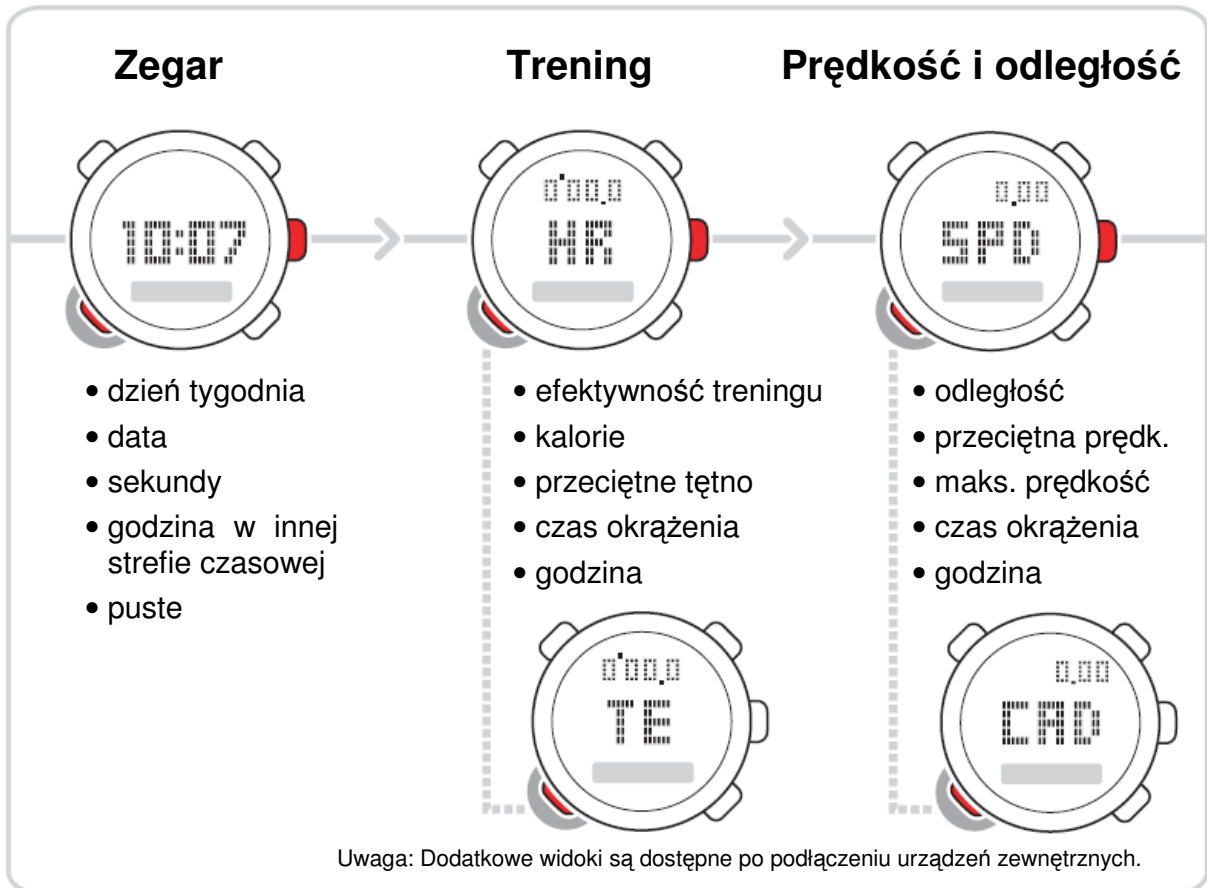 Zegar
Trening
Prędkość i odległość
10:07
0'00,0
HR
0,00
SPD
• dzień tygodnia
• data
• sekundy
• godzina w innej
strefie czasowej
• puste
• efektywność treningu
• kalorie
• przeciętne tętno
• czas okrążenia
• godzina
• odległość
• przeciętna prędk.
• maks. prędkość
• czas okrążenia
• godzina
0'00,0
TE
0,00
CAD
Uwaga: Dodatkowe widoki są dostępne po podłączeniu urządzeń zewnętrznych.